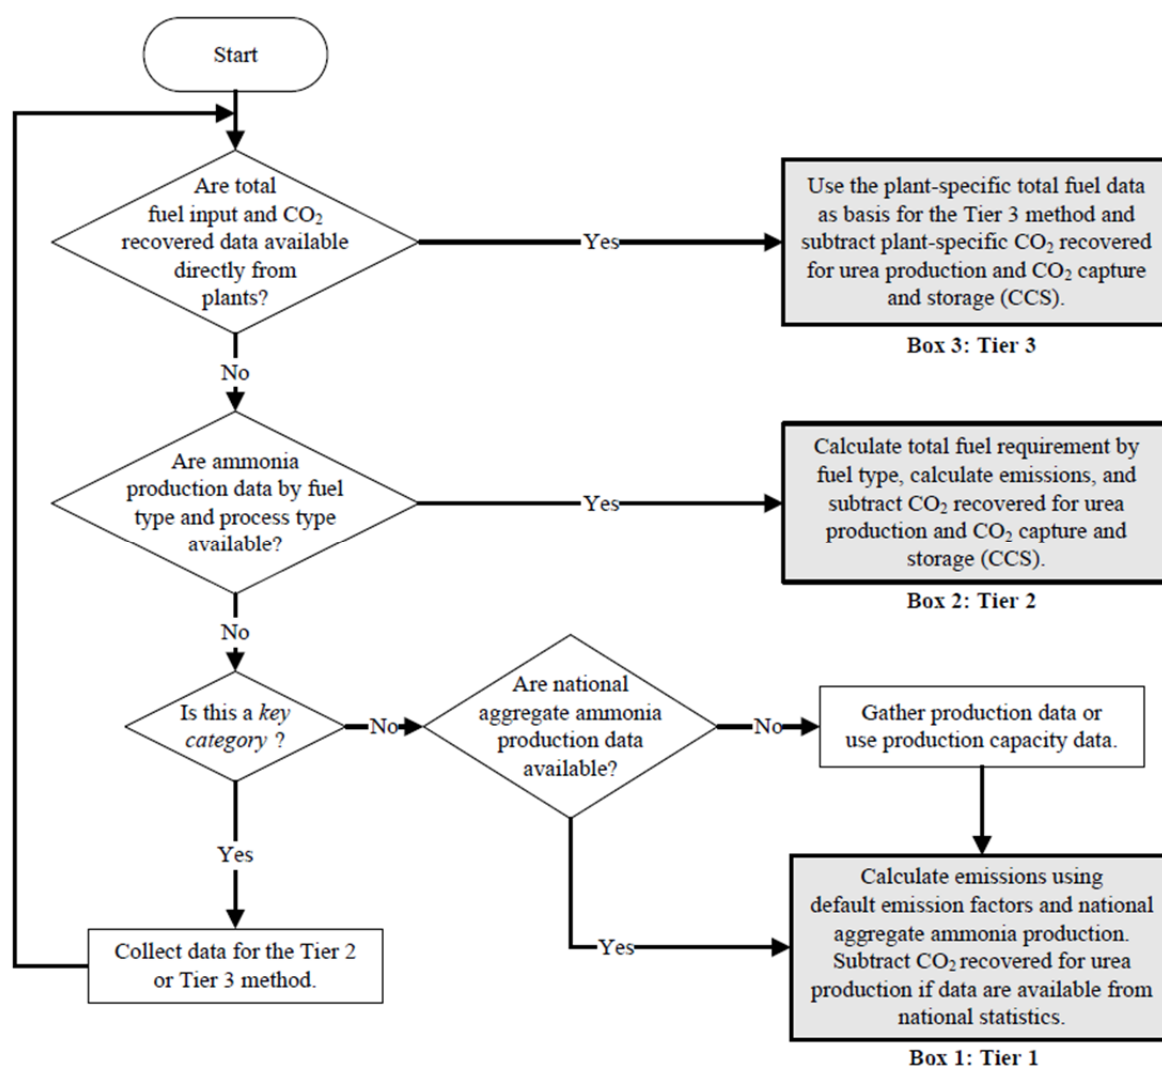 Start
Are total
fuel input and CO₂
recovered data available
directly from
plants?
Yes
Use the plant-specific total fuel data
as basis for the Tier 3 method and
subtract plant-specific CO₂ recovered
for urea production and CO₂ capture
and storage (CCS).
Box 3: Tier 3
No
Are ammonia
production data by fuel
type and process type
available?
Yes
Calculate total fuel requirement by
fuel type, calculate emissions, and
subtract CO₂ recovered for urea
production and CO₂ capture and
storage (CCS).
Box 2: Tier 2
No
Is this a key
category ?
No
Are national
aggregate ammonia
production data
available?
No
Gather production data or
use production capacity data.
Yes
Collect data for the Tier 2
or Tier 3 method.
Yes
Calculate emissions using
default emission factors and national
aggregate ammonia production.
Subtract CO₂ recovered for urea
production if data are available from
national statistics.
Box 1: Tier 1